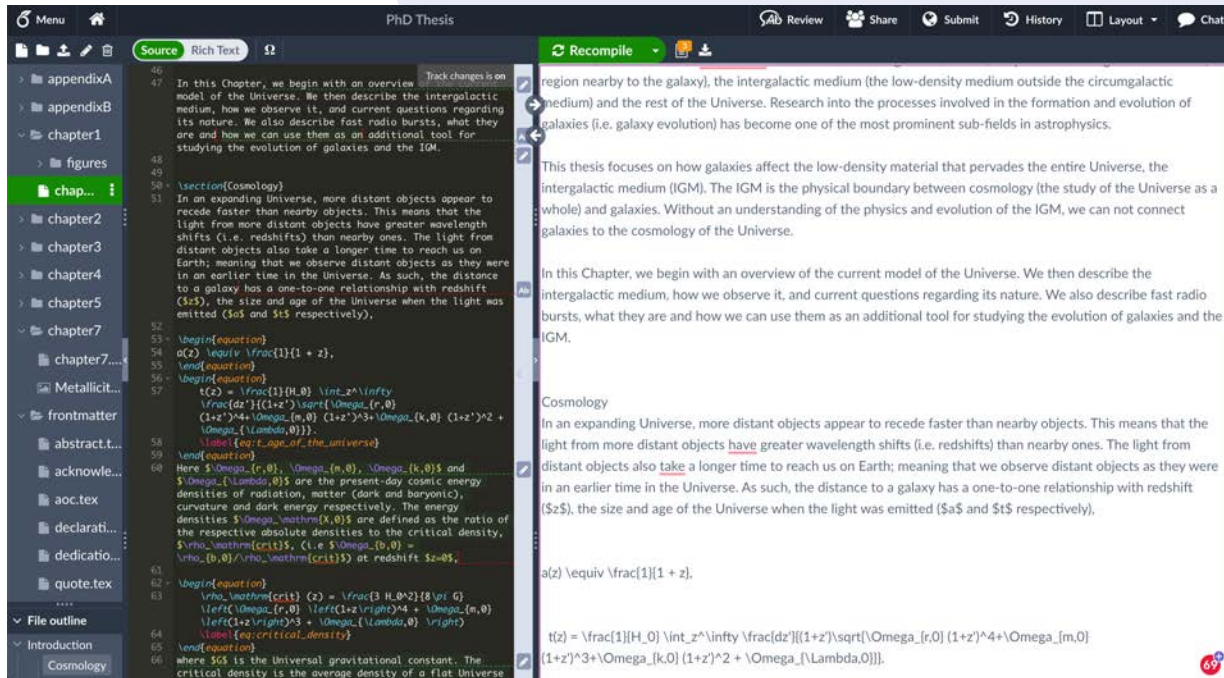 Menu
PhD Thesis
Review
Share
Submit
History
Layout
Chat
Source
Rich Text
Ω
Recompile
appendixA
appendixB
chapter1
figures
chap...
chapter2
chapter3
chapter4
chapter5
chapter7
chapter7....
Metallicit...
frontmatter
abstract.t...
acknowle...
aoc.tex
declarati...
dedicatio...
quote.tex
File outline
Introduction
Cosmology
Track changes is on
46
47 In this Chapter, we begin with an overview
model of the Universe. We then describe the intergalactic
medium, how we observe it, and current questions regarding
its nature. We also describe fast radio bursts, what they
are and how we can use them as an additional tool for
studying the evolution of galaxies and the IGM.
48
49
50 \section{Cosmology}
51 In an expanding Universe, more distant objects appear to
recede faster than nearby objects. This means that the
light from more distant objects have greater wavelength
shifts (i.e. redshifts) than nearby ones. The light from
distant objects also take a longer time to reach us on
Earth; meaning that we observe distant objects as they were
in an earlier time in the Universe. As such, the distance
to a galaxy has a one-to-one relationship with redshift
($z$), the size and age of the Universe when the light was
emitted ($a$ and $t$ respectively),
52
53 \begin{equation}
54 a(z) \equiv \frac{1}{1 + z},
55 \end{equation}
56 \begin{equation}
57 t(z) = \frac{1}{H_0} \int_z^\infty
\frac{dz'}{(1+z')\sqrt{\Omega_{r,0}
(1+z')^4+\Omega_{m,0} (1+z')^3+\Omega_{k,0} (1+z')^2 +
\Omega_{\Lambda,0}}}.
58 \label{eq:t_age_of_the_universe}
59 \end{equation}
60 Here $\Omega_{r,0}, \Omega_{m,0}, \Omega_{k,0}$ and
$\Omega_{\Lambda,0}$ are the present-day cosmic energy
densities of radiation, matter (dark and baryonic),
curvature and dark energy respectively. The energy
densities $\Omega_\mathrm{X,0}$ are defined as the ratio of
the respective absolute densities to the critical density,
$\rho_\mathrm{crit}$, (i.e $\Omega_{b,0} =
\rho_{b,0}/\rho_\mathrm{crit}$) at redshift $z=0$,
61
62 \begin{equation}
63 \rho_\mathrm{crit} (z) = \frac{3 H_0^2}{8\pi G}
\left(\Omega_{r,0} \left(1+z\right)^4 + \Omega_{m,0}
\left(1+z\right)^3 + \Omega_{\Lambda,0} \right)
64 \label{eq:critical_density}
65 \end{equation}
66 where $G$ is the Universal gravitational constant. The
critical density is the average density of a flat Universe
region nearby to the galaxy), the intergalactic medium (the low-density medium outside the circumgalactic
medium) and the rest of the Universe. Research into the processes involved in the formation and evolution of
galaxies (i.e. galaxy evolution) has become one of the most prominent sub-fields in astrophysics.
This thesis focuses on how galaxies affect the low-density material that pervades the entire Universe, the
intergalactic medium (IGM). The IGM is the physical boundary between cosmology (the study of the Universe as a
whole) and galaxies. Without an understanding of the physics and evolution of the IGM, we can not connect
galaxies to the cosmology of the Universe.
In this Chapter, we begin with an overview of the current model of the Universe. We then describe the
intergalactic medium, how we observe it, and current questions regarding its nature. We also describe fast radio
bursts, what they are and how we can use them as an additional tool for studying the evolution of galaxies and the
IGM.
Cosmology
In an expanding Universe, more distant objects appear to recede faster than nearby objects. This means that the
light from more distant objects have greater wavelength shifts (i.e. redshifts) than nearby ones. The light from
distant objects also take a longer time to reach us on Earth; meaning that we observe distant objects as they were
in an earlier time in the Universe. As such, the distance to a galaxy has a one-to-one relationship with redshift
($z$), the size and age of the Universe when the light was emitted ($a$ and $t$ respectively),
a(z) \equiv \frac{1}{1 + z},
t(z) = \frac{1}{H_0} \int_z^\infty \frac{dz'}{(1+z')\sqrt{\Omega_{r,0} (1+z')^4+\Omega_{m,0}
(1+z')^3+\Omega_{k,0} (1+z')^2 + \Omega_{\Lambda,0}}}.
69